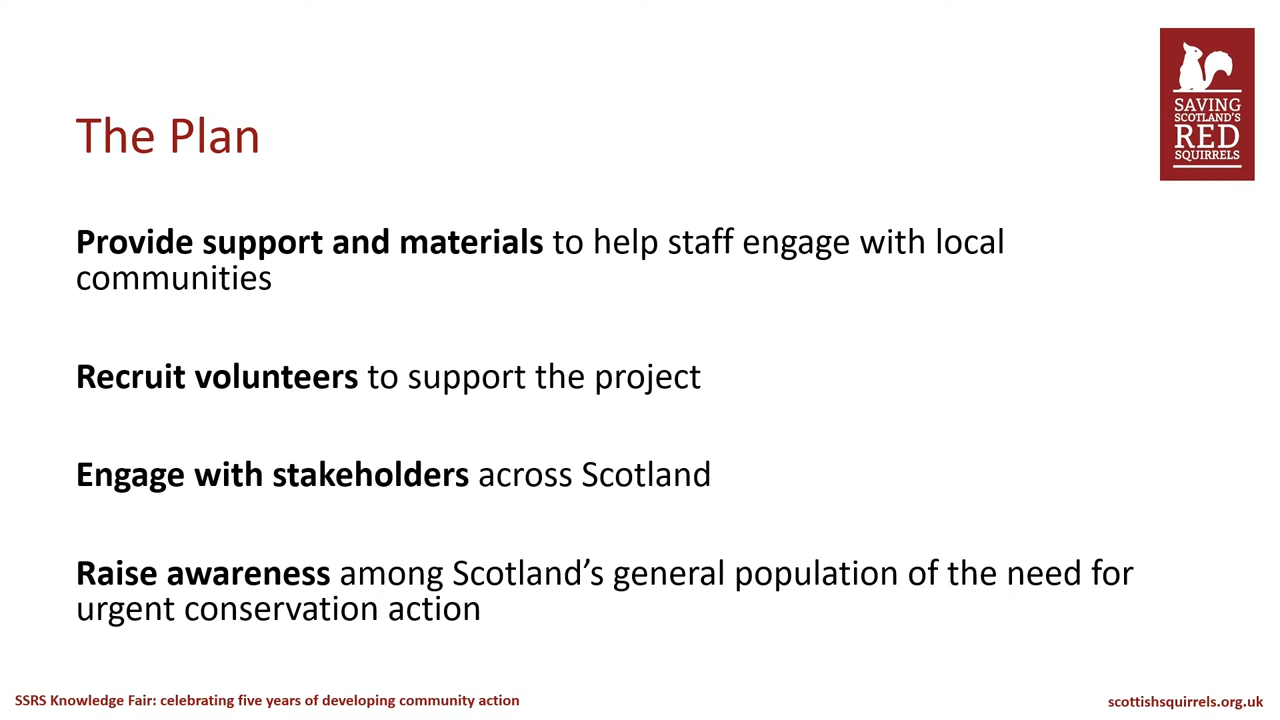 SAVING
SCOTLAND'S
RED
SQUIRRELS
The Plan
Provide support and materials to help staff engage with local
communities
Recruit volunteers to support the project
Engage with stakeholders across Scotland
Raise awareness among Scotland’s general population of the need for
urgent conservation action
SSRS Knowledge Fair: celebrating five years of developing community action
scottishsquirrels.org.uk